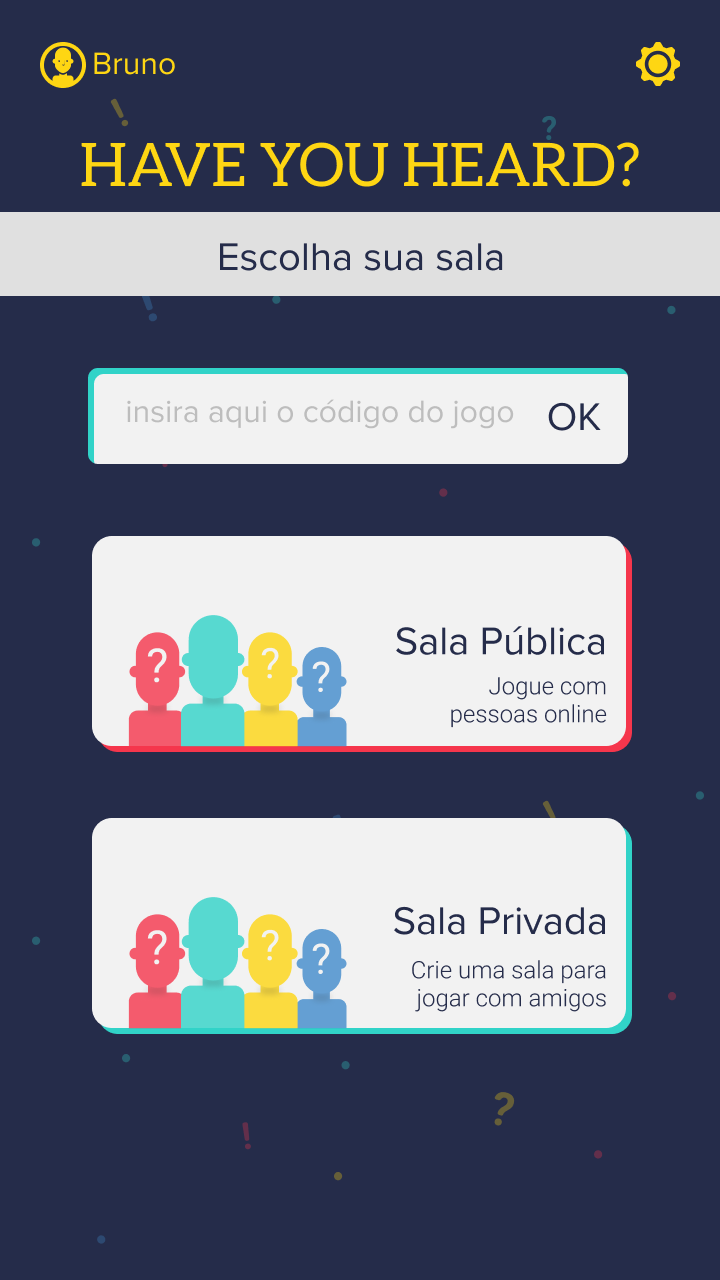 Bruno
HAVE YOU HEARD?
Escolha sua sala
insira aqui o código do jogo OK
? ? ?
Sala Pública
Jogue com
pessoas online
? ? ?
Sala Privada
Crie uma sala para
jogar com amigos